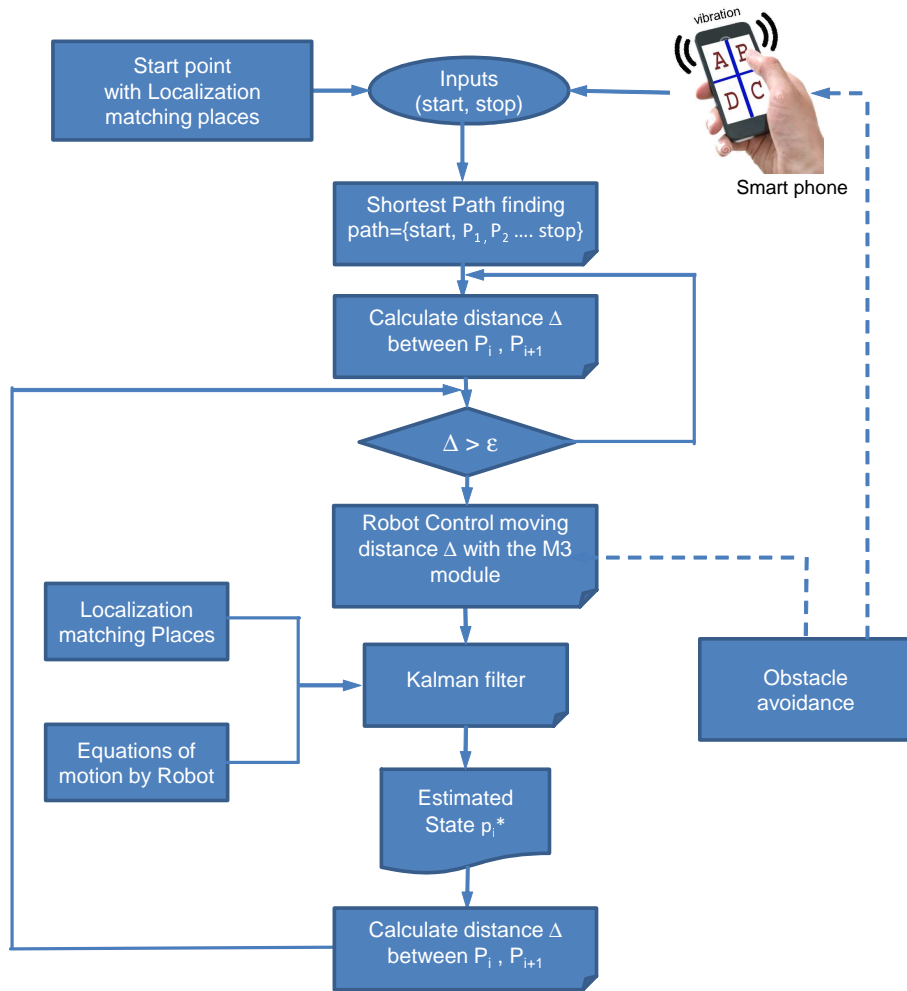 vibration
A P
D C
Smart phone
Start point
with Localization
matching places
Inputs
(start, stop)
Shortest Path finding
path={start, P₁, P₂ .... stop}
Calculate distance Δ
between Pᵢ , Pᵢ₊₁
Δ > ε
Robot Control moving
distance Δ with the M3
module
Localization
matching Places
Kalman filter
Obstacle
avoidance
Equations of
motion by Robot
Estimated
State pᵢ*
Calculate distance Δ
between Pᵢ , Pᵢ₊₁